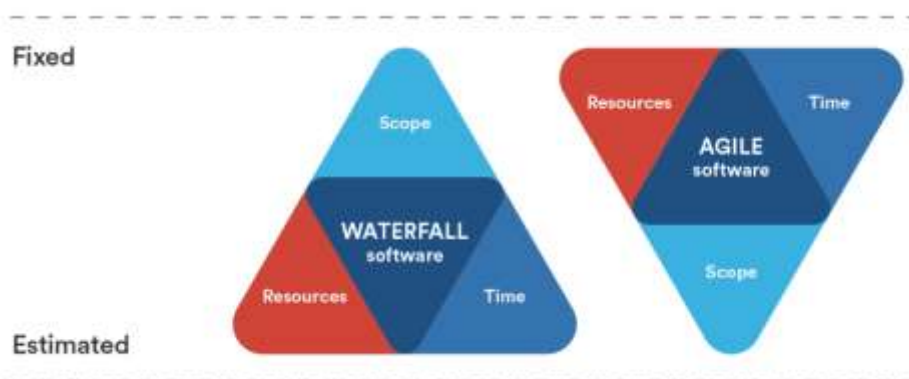 Fixed
Scope
WATERFALL
software
Resources
Time
Resources
Time
AGILE
software
Scope
Estimated